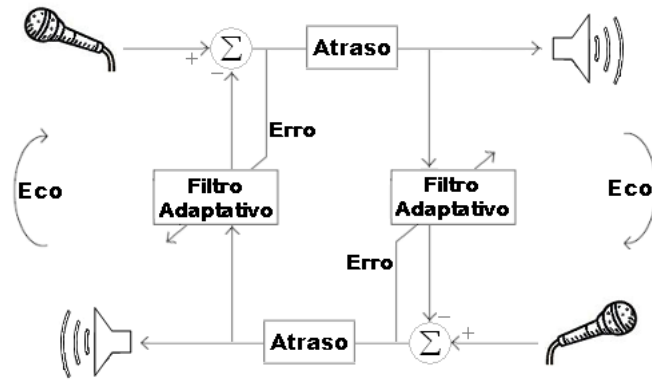 +
Σ
Atraso
−
Erro
Eco
Filtro
Adaptativo
Filtro
Adaptativo
Eco
Erro
−
Atraso
Σ
+